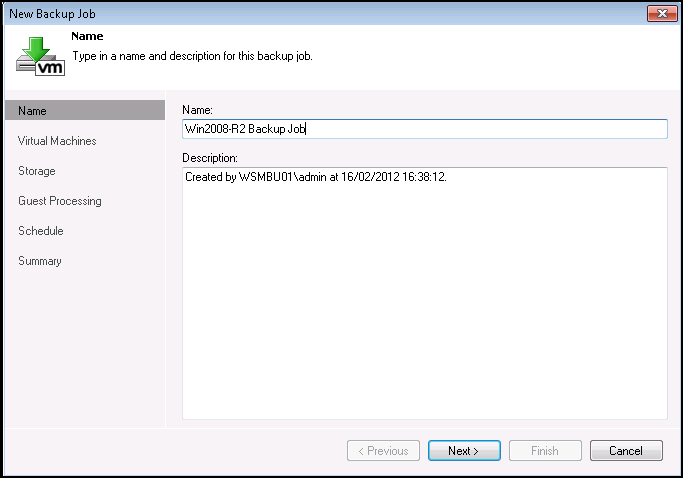 New Backup Job
Name
Type in a name and description for this backup job.
vm
Name
Virtual Machines
Storage
Guest Processing
Schedule
Summary
Name:
Win2008-R2 Backup Job
Description:
Created by WSMBU01\admin at 16/02/2012 16:38:12.
< Previous
Next >
Finish
Cancel